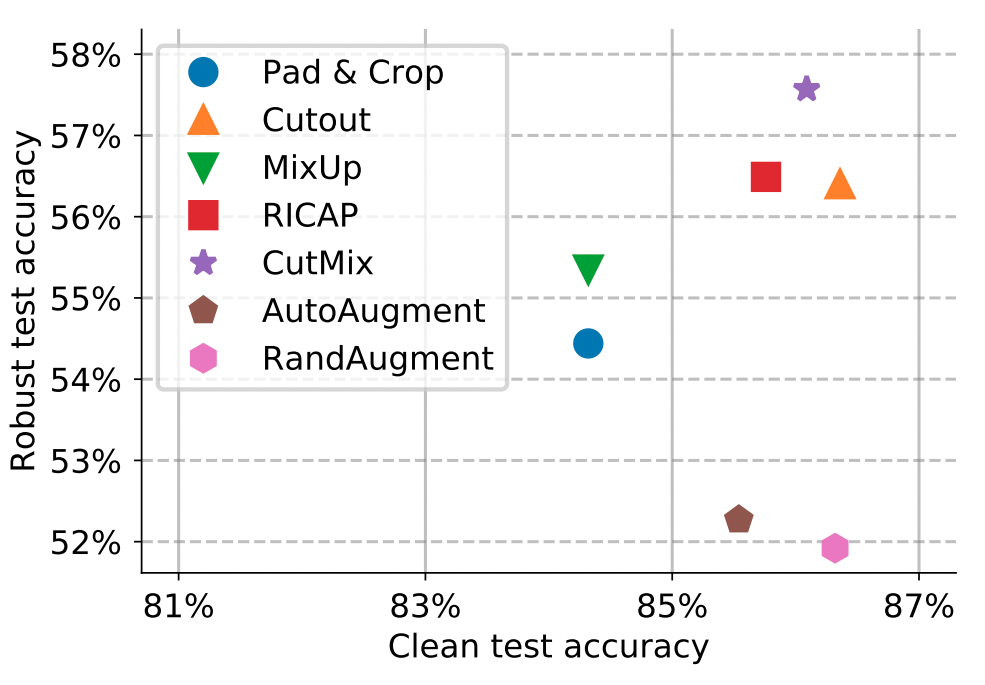 58%
57%
56%
55%
54%
53%
52%
Robust test accuracy
Pad & Crop
Cutout
MixUp
RICAP
CutMix
AutoAugment
RandAugment
81%
83%
85%
87%
Clean test accuracy